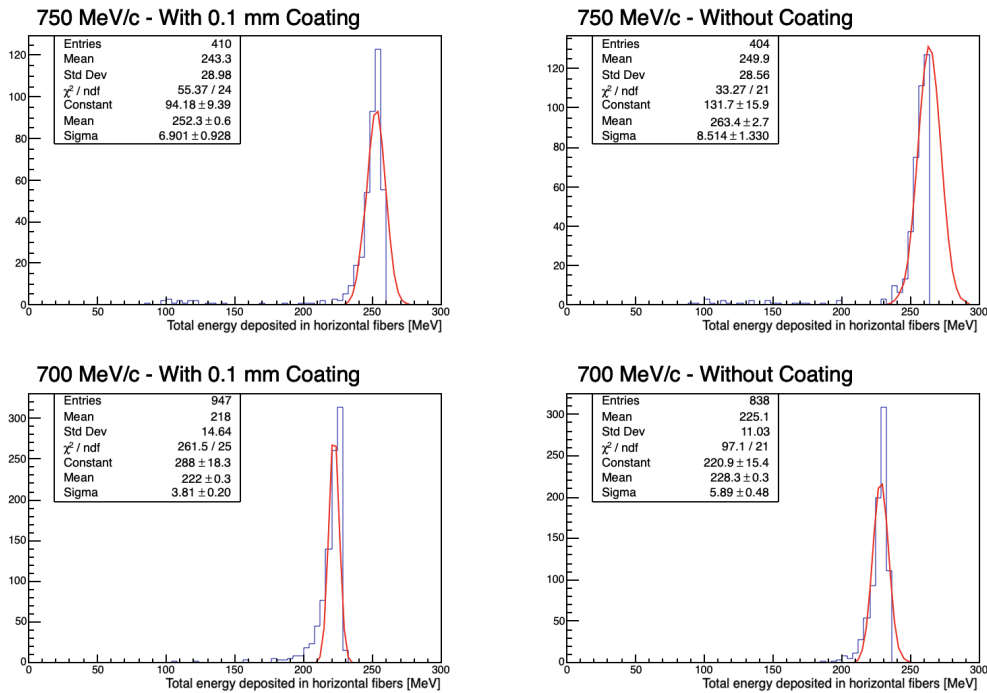 750 MeV/c - With 0.1 mm Coating
Entries 410
Mean 243.3
Std Dev 28.98
χ² / ndf 55.37 / 24
Constant 94.18 ± 9.39
Mean 252.3 ± 0.6
Sigma 6.901 ± 0.928
120
100
80
60
40
20
0
0 50 100 150 200 250 300
Total energy deposited in horizontal fibers [MeV]
750 MeV/c - Without Coating
Entries 404
Mean 249.9
Std Dev 28.56
χ² / ndf 33.27 / 21
Constant 131.7 ± 15.9
Mean 263.4 ± 2.7
Sigma 8.514 ± 1.330
120
100
80
60
40
20
0
0 50 100 150 200 250 300
Total energy deposited in horizontal fibers [MeV]
700 MeV/c - With 0.1 mm Coating
Entries 947
Mean 218
Std Dev 14.64
χ² / ndf 261.5 / 25
Constant 288 ± 18.3
Mean 222 ± 0.3
Sigma 3.81 ± 0.20
300
250
200
150
100
50
0
0 50 100 150 200 250 300
Total energy deposited in horizontal fibers [MeV]
700 MeV/c - Without Coating
Entries 838
Mean 225.1
Std Dev 11.03
χ² / ndf 97.1 / 21
Constant 220.9 ± 15.4
Mean 228.3 ± 0.3
Sigma 5.89 ± 0.48
300
250
200
150
100
50
0
0 50 100 150 200 250 300
Total energy deposited in horizontal fibers [MeV]